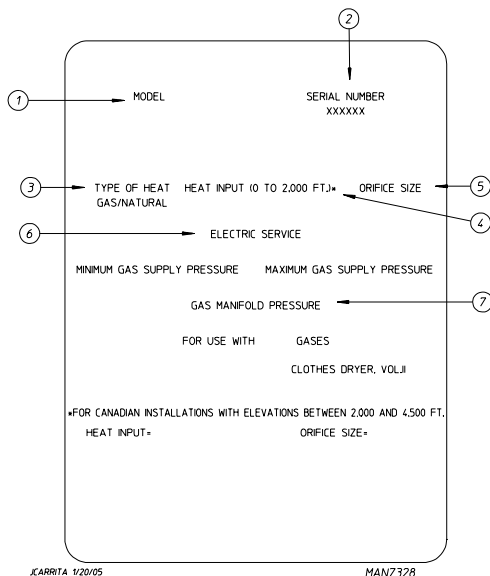 2
1
MODEL SERIAL NUMBER
XXXXXX
3 TYPE OF HEAT HEAT INPUT (0 TO 2,000 FT.)* ORIFICE SIZE 5
GAS/NATURAL
4
6 ELECTRIC SERVICE
MINIMUM GAS SUPPLY PRESSURE MAXIMUM GAS SUPPLY PRESSURE
GAS MANIFOLD PRESSURE 7
FOR USE WITH GASES
CLOTHES DRYER, VOL.II
*FOR CANADIAN INSTALLATIONS WITH ELEVATIONS BETWEEN 2,000 AND 4,500 FT.
HEAT INPUT= ORIFICE SIZE=
JCARRITA 1/20/05 MAN7328